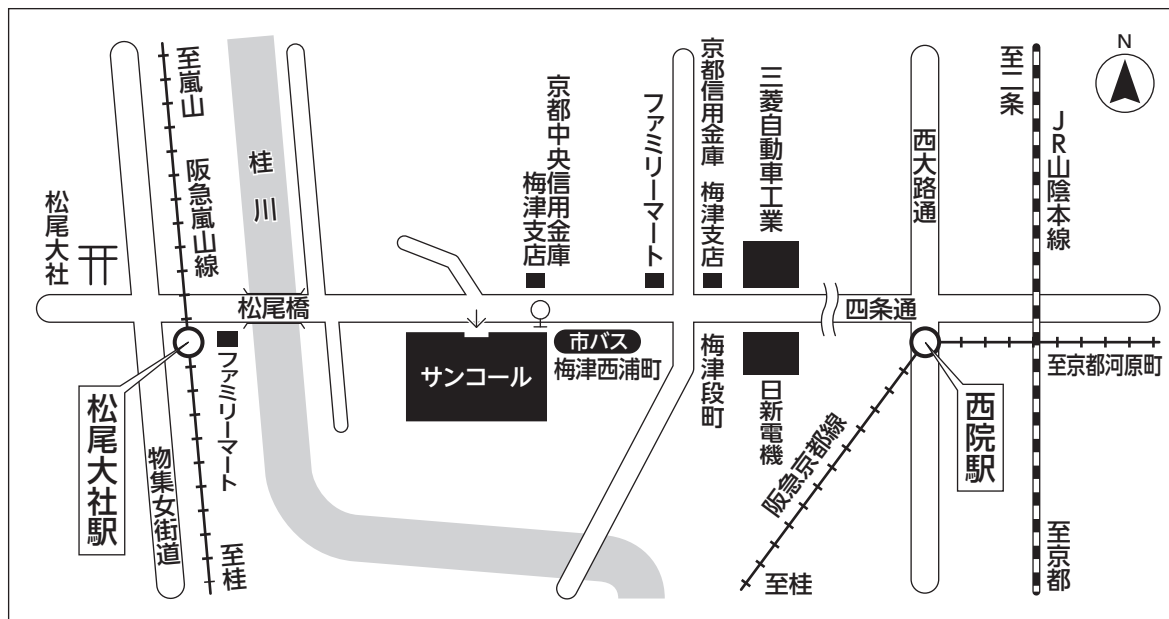 至嵐山
阪急嵐山線
松尾大社
桂川
松尾橋
ファミリーマート
松尾大社駅
物集女街道
至桂
京都中央信用金庫
梅津支店
サンコール
市バス
梅津西浦町
ファミリーマート
京都信用金庫 梅津支店
三菱自動車工業
梅津段町
日新電機
四条通
西大路通
至二条
JR山陰本線
N
至京都河原町
西院駅
阪急京都線
至桂
至京都